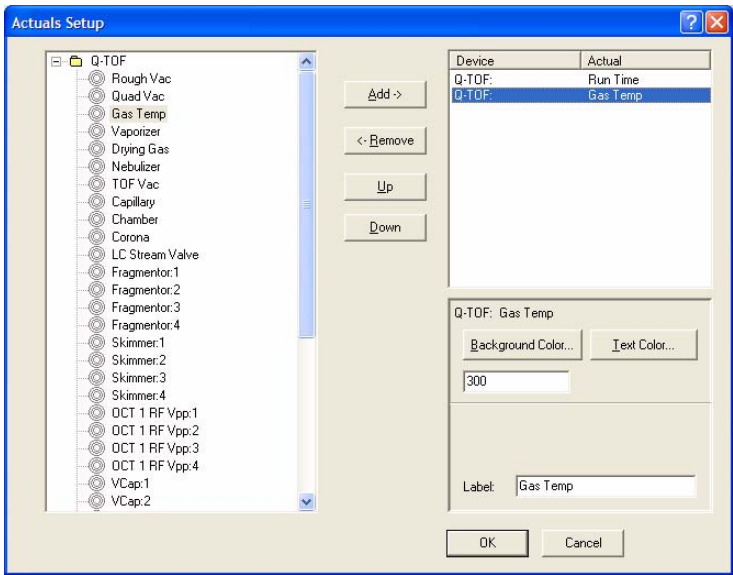 Actuals Setup
Q-TOF
Rough Vac
Quad Vac
Gas Temp
Vaporizer
Drying Gas
Nebulizer
TOF Vac
Capillary
Chamber
Corona
LC Stream Valve
Fragmentor:1
Fragmentor:2
Fragmentor:3
Fragmentor:4
Skimmer:1
Skimmer:2
Skimmer:3
Skimmer:4
OCT 1 RF Vpp:1
OCT 1 RF Vpp:2
OCT 1 RF Vpp:3
OCT 1 RF Vpp:4
VCap:1
VCap:2
Add ->
<- Remove
Up
Down
Device Actual
Q-TOF: Run Time
Q-TOF: Gas Temp
Q-TOF: Gas Temp
Background Color... Text Color...
300
Label: Gas Temp
OK Cancel